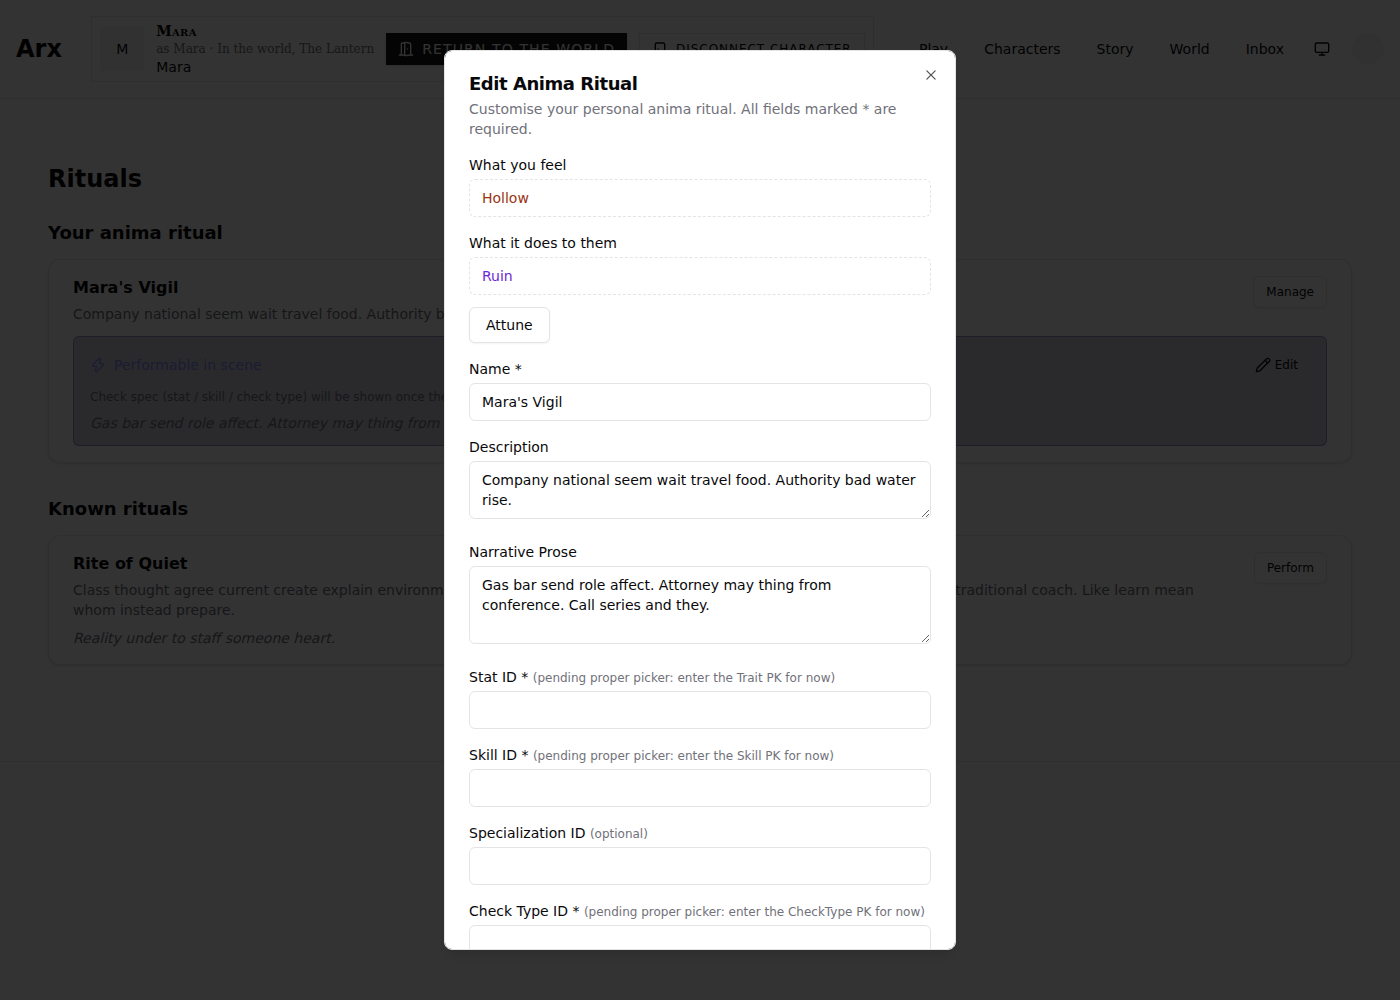 Arx
M
Mara
as Mara · In the world, The Lantern
Mara
RETURN TO THE WORLD
DISCONNECT CHARACTER
Play
Characters
Story
World
Inbox
Rituals
Your anima ritual
Mara's Vigil
Company national seem wait travel food. Authority b
Manage
Performable in scene
Edit
Check spec (stat / skill / check type) will be shown once the
Gas bar send role affect. Attorney may thing from
Known rituals
Rite of Quiet
Perform
Class thought agree current create explain environm
traditional coach. Like learn mean
whom instead prepare.
Reality under to staff someone heart.
Edit Anima Ritual
Customise your personal anima ritual. All fields marked * are
required.
What you feel
Hollow
What it does to them
Ruin
Attune
Name *
Mara's Vigil
Description
Company national seem wait travel food. Authority bad water
rise.
Narrative Prose
Gas bar send role affect. Attorney may thing from
conference. Call series and they.
Stat ID * (pending proper picker: enter the Trait PK for now)
Skill ID * (pending proper picker: enter the Skill PK for now)
Specialization ID (optional)
Check Type ID * (pending proper picker: enter the CheckType PK for now)